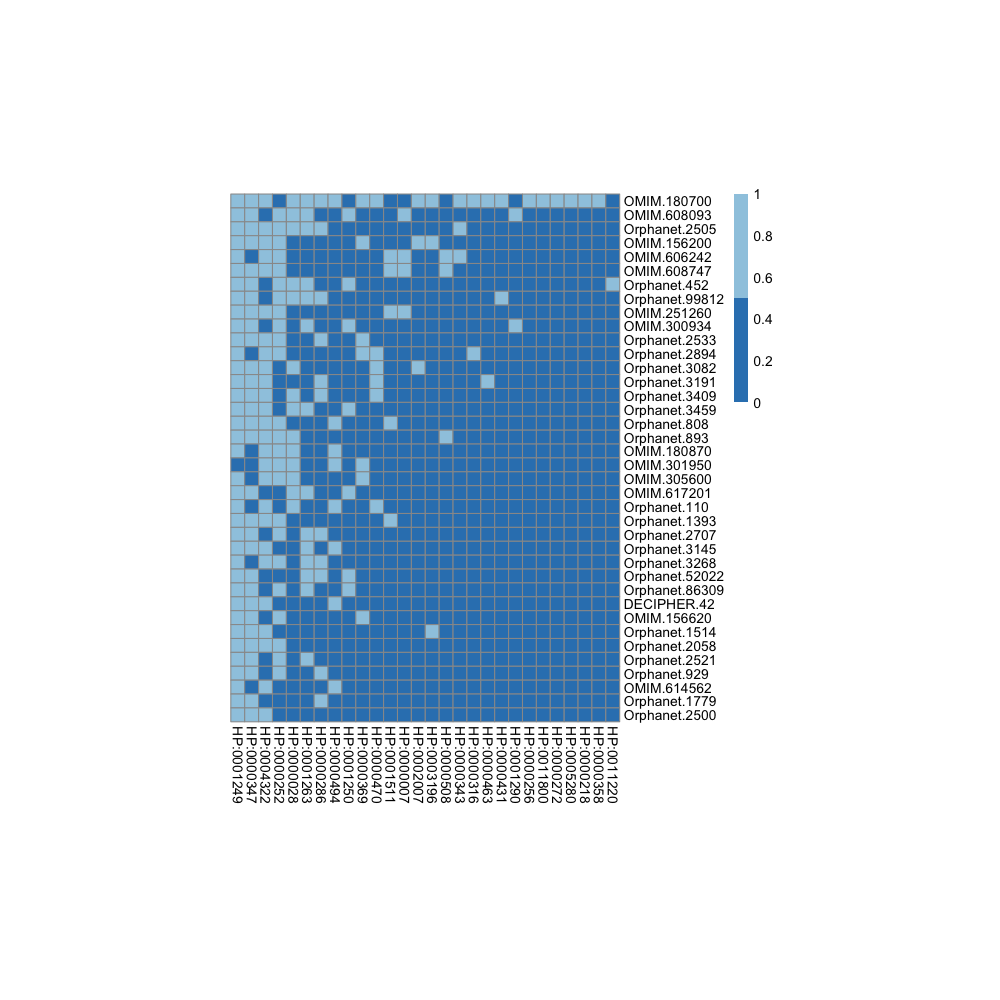 1
0.8
0.6
0.4
0.2
0
OMIM.180700
OMIM.608093
Orphanet.2505
OMIM.156200
OMIM.606242
OMIM.608747
Orphanet.452
Orphanet.99812
OMIM.251260
OMIM.300934
Orphanet.2533
Orphanet.2894
Orphanet.3082
Orphanet.3191
Orphanet.3409
Orphanet.3459
Orphanet.808
Orphanet.893
OMIM.180870
OMIM.301950
OMIM.305600
OMIM.617201
Orphanet.110
Orphanet.1393
Orphanet.2707
Orphanet.3145
Orphanet.3268
Orphanet.52022
Orphanet.86309
DECIPHER.42
OMIM.156620
Orphanet.1514
Orphanet.2058
Orphanet.2521
Orphanet.929
OMIM.614562
Orphanet.1779
Orphanet.2500
HP:0001249
HP:0000347
HP:0004322
HP:0000252
HP:0000028
HP:0001263
HP:0000286
HP:0000494
HP:0001250
HP:0000369
HP:0000470
HP:0001511
HP:0000007
HP:0002007
HP:0003196
HP:0000508
HP:0000343
HP:0000316
HP:0000463
HP:0000431
HP:0001290
HP:0000256
HP:0011800
HP:0000272
HP:0005280
HP:0000218
HP:0000358
HP:0011220